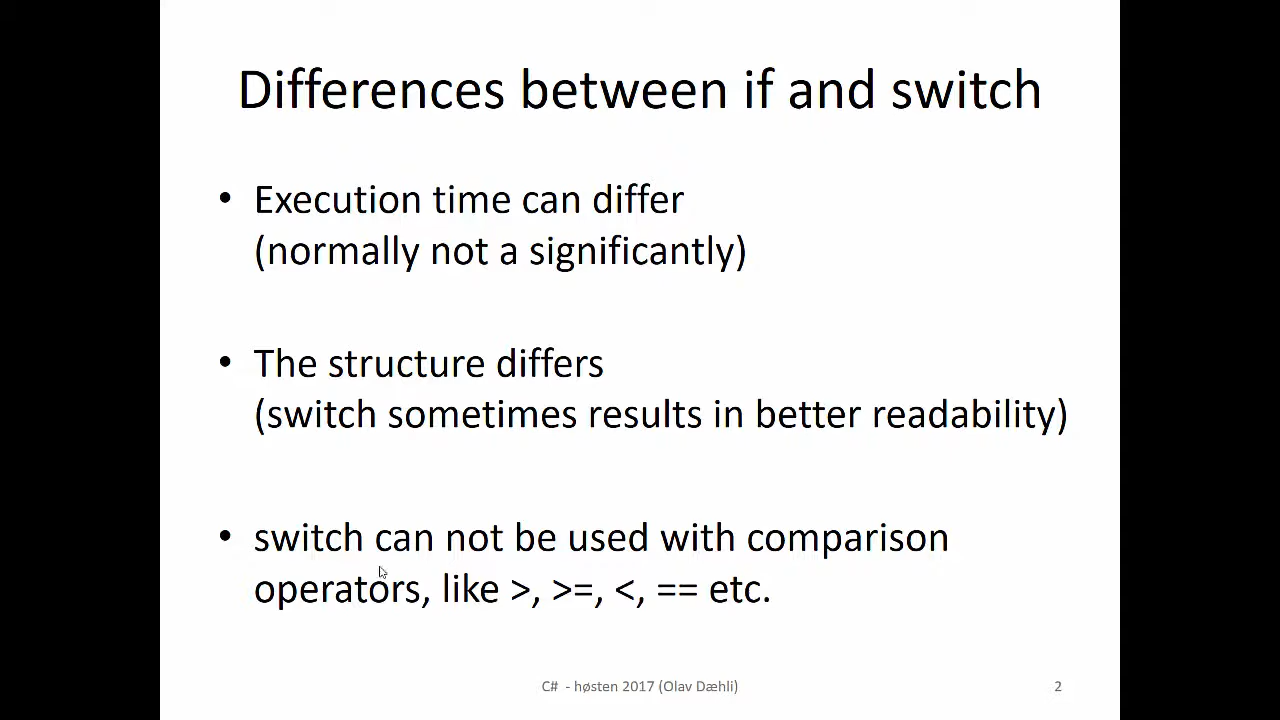 Differences between if and switch
• Execution time can differ
(normally not a significantly)
• The structure differs
(switch sometimes results in better readability)
• switch can not be used with comparison
operators, like >, >=, <, == etc.
C#  - høsten 2017 (Olav Dæhli)
2